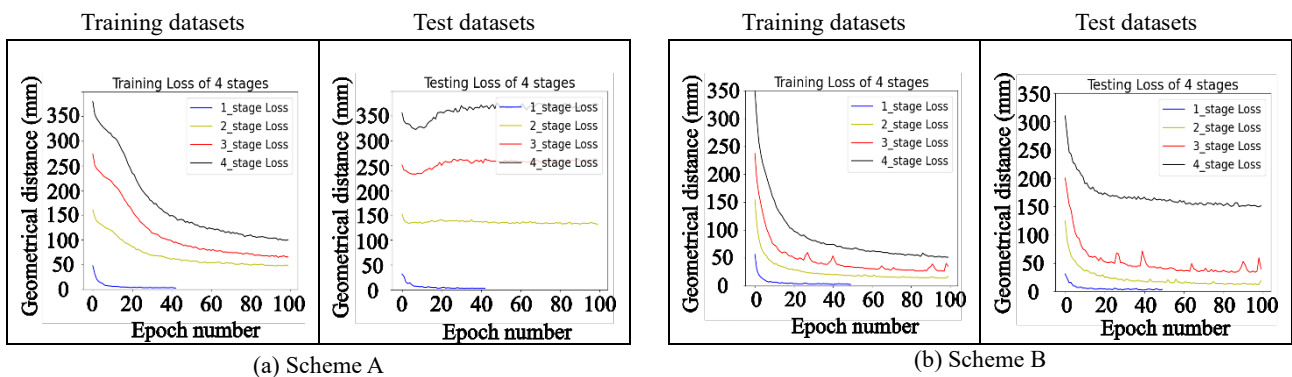 Training datasets
Test datasets
Training Loss of 4 stages
Geometrical distance (mm)
350
300
250
200
150
100
50
0
1_stage Loss
2_stage Loss
3_stage Loss
4_stage Loss
0 20 40 60 80 100
Epoch number
Testing Loss of 4 stages
Geometrical distance (mm)
350
300
250
200
150
100
50
0
1_stage Loss
2_stage Loss
3_stage Loss
4_stage Loss
0 20 40 60 80 100
Epoch number
(a) Scheme A
Training datasets
Test datasets
Training Loss of 4 stages
Geometrical distance (mm)
350
300
250
200
150
100
50
0
1_stage Loss
2_stage Loss
3_stage Loss
4_stage Loss
0 20 40 60 80 100
Epoch number
Testing Loss of 4 stages
Geometrical distance (mm)
350
300
250
200
150
100
50
0
1_stage Loss
2_stage Loss
3_stage Loss
4_stage Loss
0 20 40 60 80 100
Epoch number
(b) Scheme B